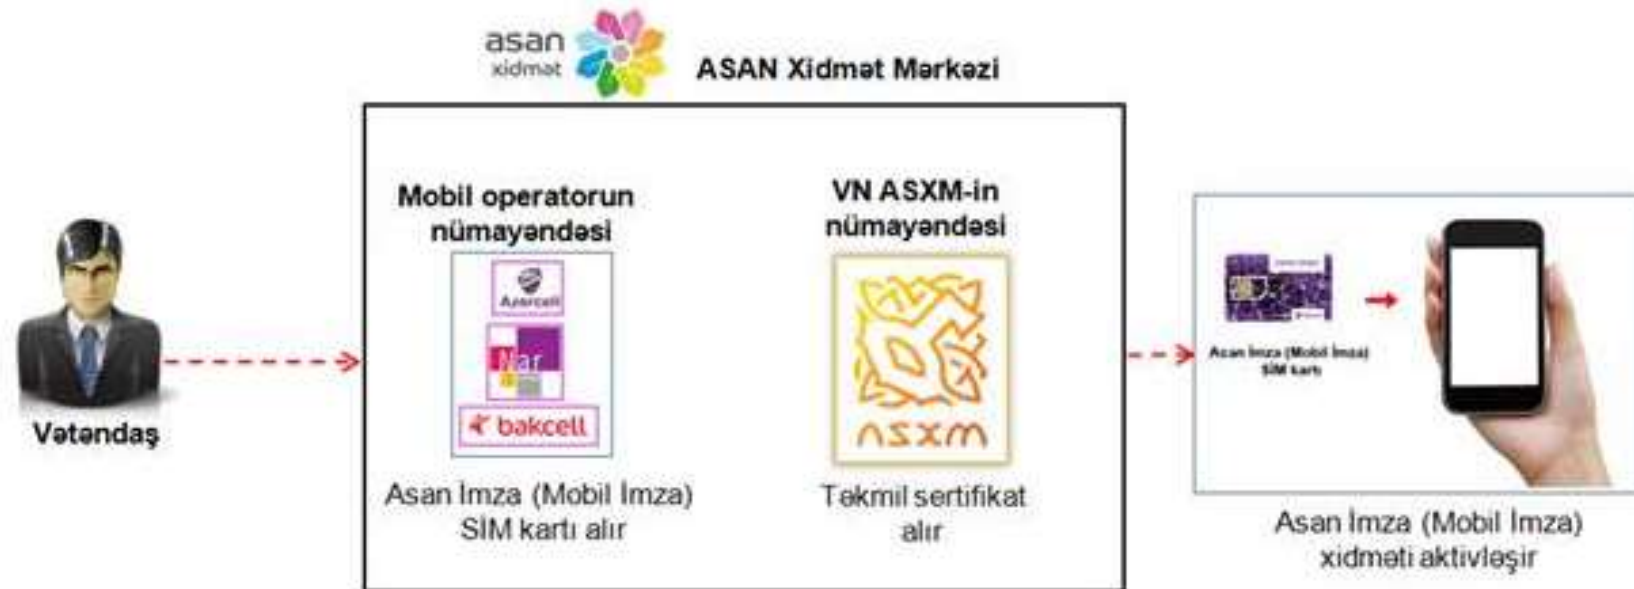 asan
xidmət
ASAN Xidmət Mərkəzi
Mobil operatorun
nümayəndəsi
Azercell
Nar
bakcell
Asan İmza (Mobil İmza)
SİM kartı alır
VN ASXM-in
nümayəndəsi
ASXM
Təkmil sertifikat
alır
Vətəndaş
Asan İmza (Mobil İmza)
SİM kartı
Asan İmza (Mobil İmza)
xidməti aktivləşir